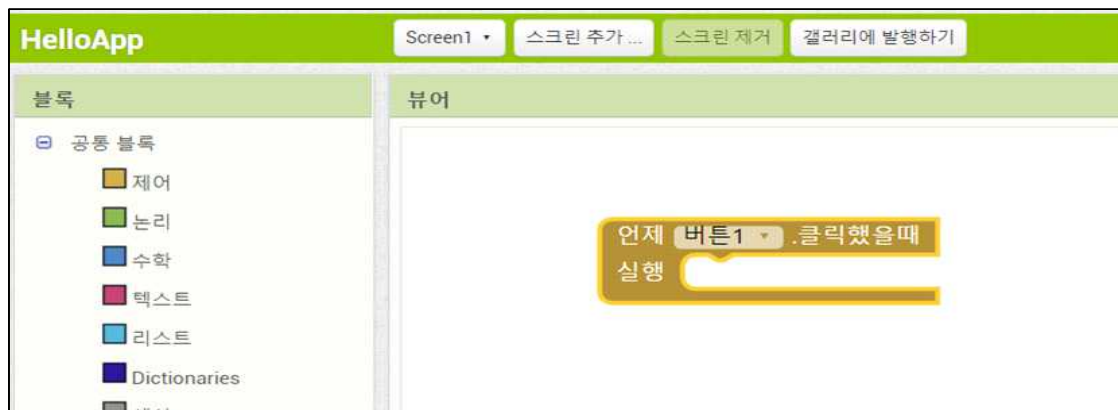 HelloApp
Screen1
스크린 추가 ...
스크린 제거
갤러리에 발행하기
블록
뷰어
공통 블록
제어
논리
수학
텍스트
리스트
Dictionaries
언제 버튼1 .클릭했을때
실행